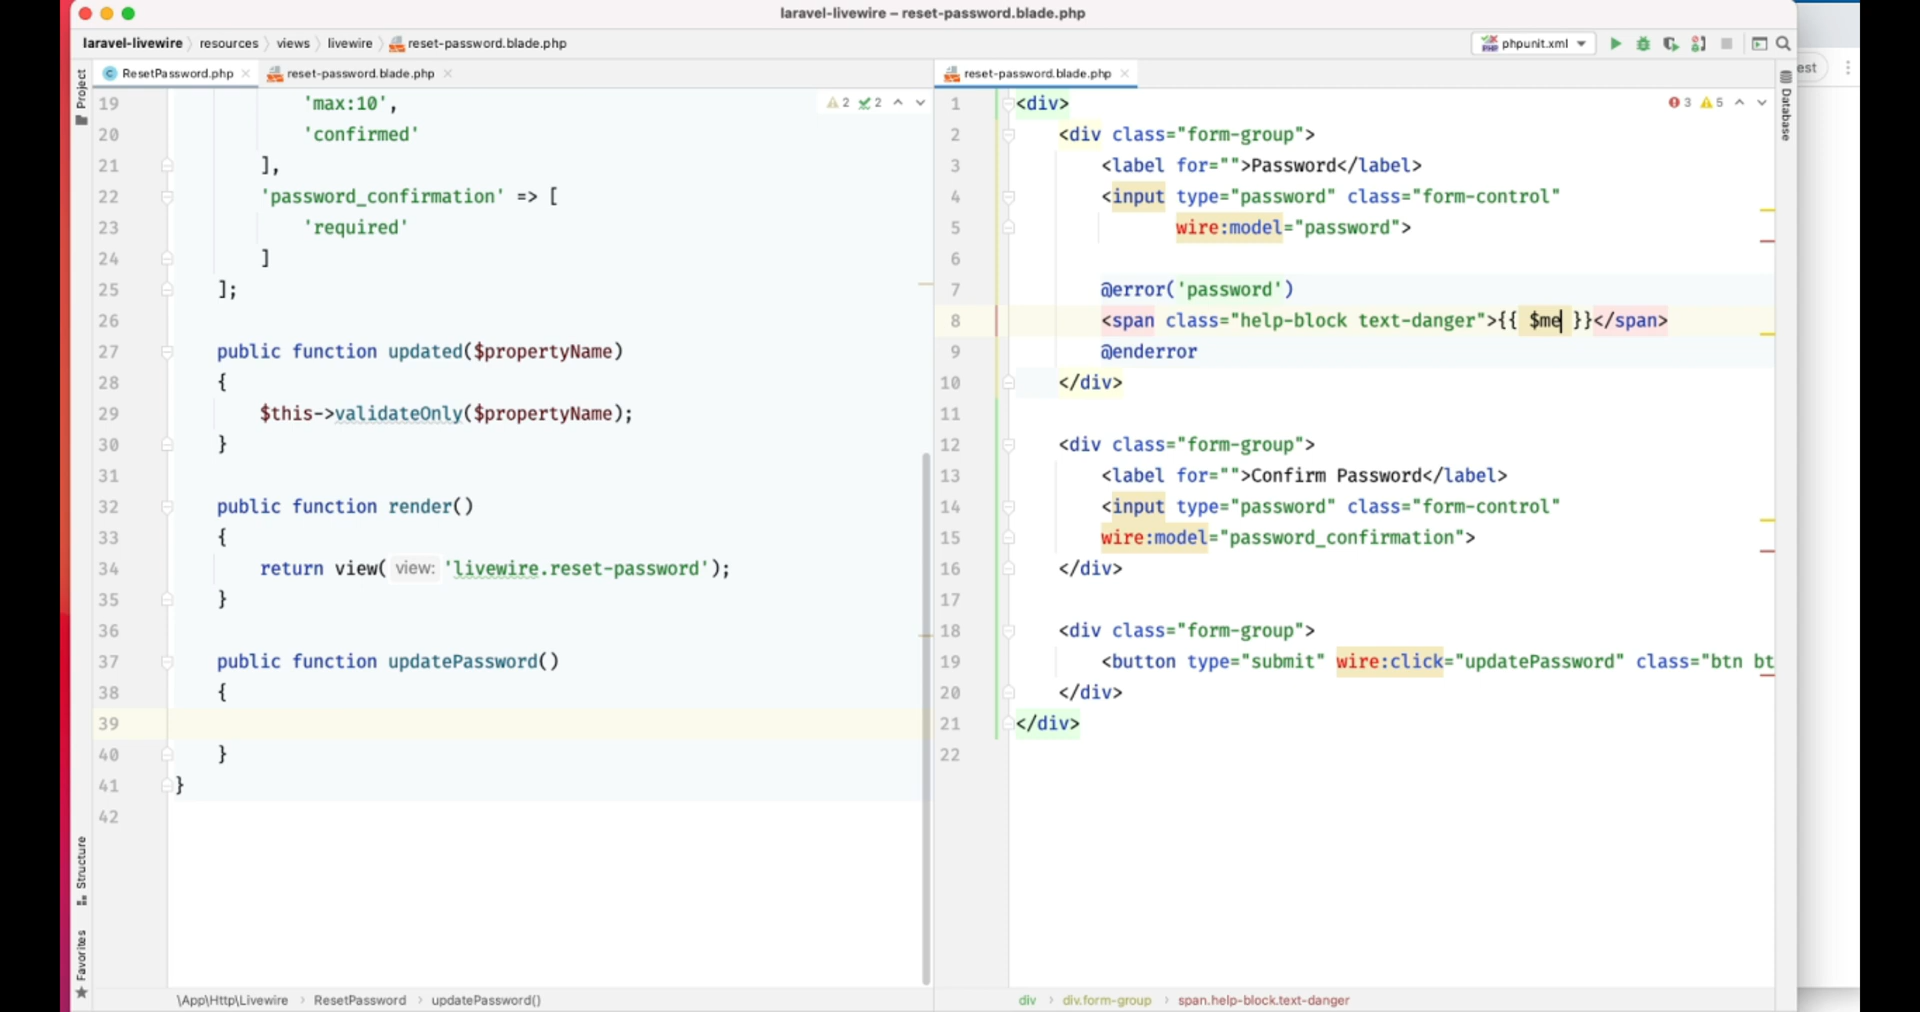 laravel-livewire – reset-password.blade.php
laravel-livewire › resources › views › livewire › reset-password.blade.php
phpunit.xml
est
Project
ResetPassword.php
reset-password.blade.php
2 2
19 'max:10',
20 'confirmed'
21 ],
22 'password_confirmation' => [
23 'required'
24 ]
25 ];
26
27 public function updated($propertyName)
28 {
29 $this->validateOnly($propertyName);
30 }
31
32 public function render()
33 {
34 return view( view: 'livewire.reset-password');
35 }
36
37 public function updatePassword()
38 {
39
40 }
41 }
42
Structure
Favorites
\App\Http\Livewire › ResetPassword › updatePassword()
reset-password.blade.php
3 5
Database
1 <div>
2 <div class="form-group">
3 <label for="">Password</label>
4 <input type="password" class="form-control"
5 wire:model="password">
6
7 @error('password')
8 <span class="help-block text-danger">{{ $me }}</span>
9 @enderror
10 </div>
11
12 <div class="form-group">
13 <label for="">Confirm Password</label>
14 <input type="password" class="form-control"
15 wire:model="password_confirmation">
16 </div>
17
18 <div class="form-group">
19 <button type="submit" wire:click="updatePassword" class="btn bt
20 </div>
21 </div>
22
div › div.form-group › span.help-block.text-danger